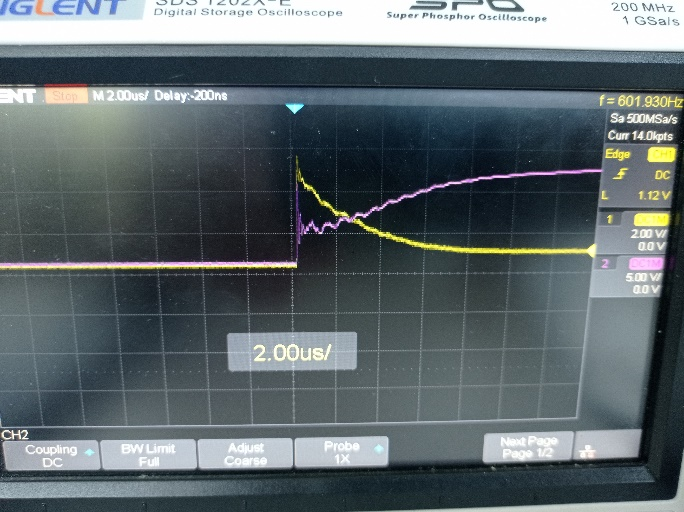 SIGLENT SDS 1202X-E
Digital Storage Oscilloscope
SPO
Super Phosphor Oscilloscope
200 MHz
1 GSa/s
ENT Stop M 2.00us/ Delay:-200ns
f = 601.930Hz
Sa 500MSa/s
Curr 14.0kpts
Edge CH1
DC
L 1.12 V
1 DC1M
2.00 V/
0.0 V
2 DC1M
5.00 V/
0.0 V
2.00us/
CH2
Coupling
DC
BW Limit
Full
Adjust
Coarse
Probe
1X
Next Page
Page 1/2